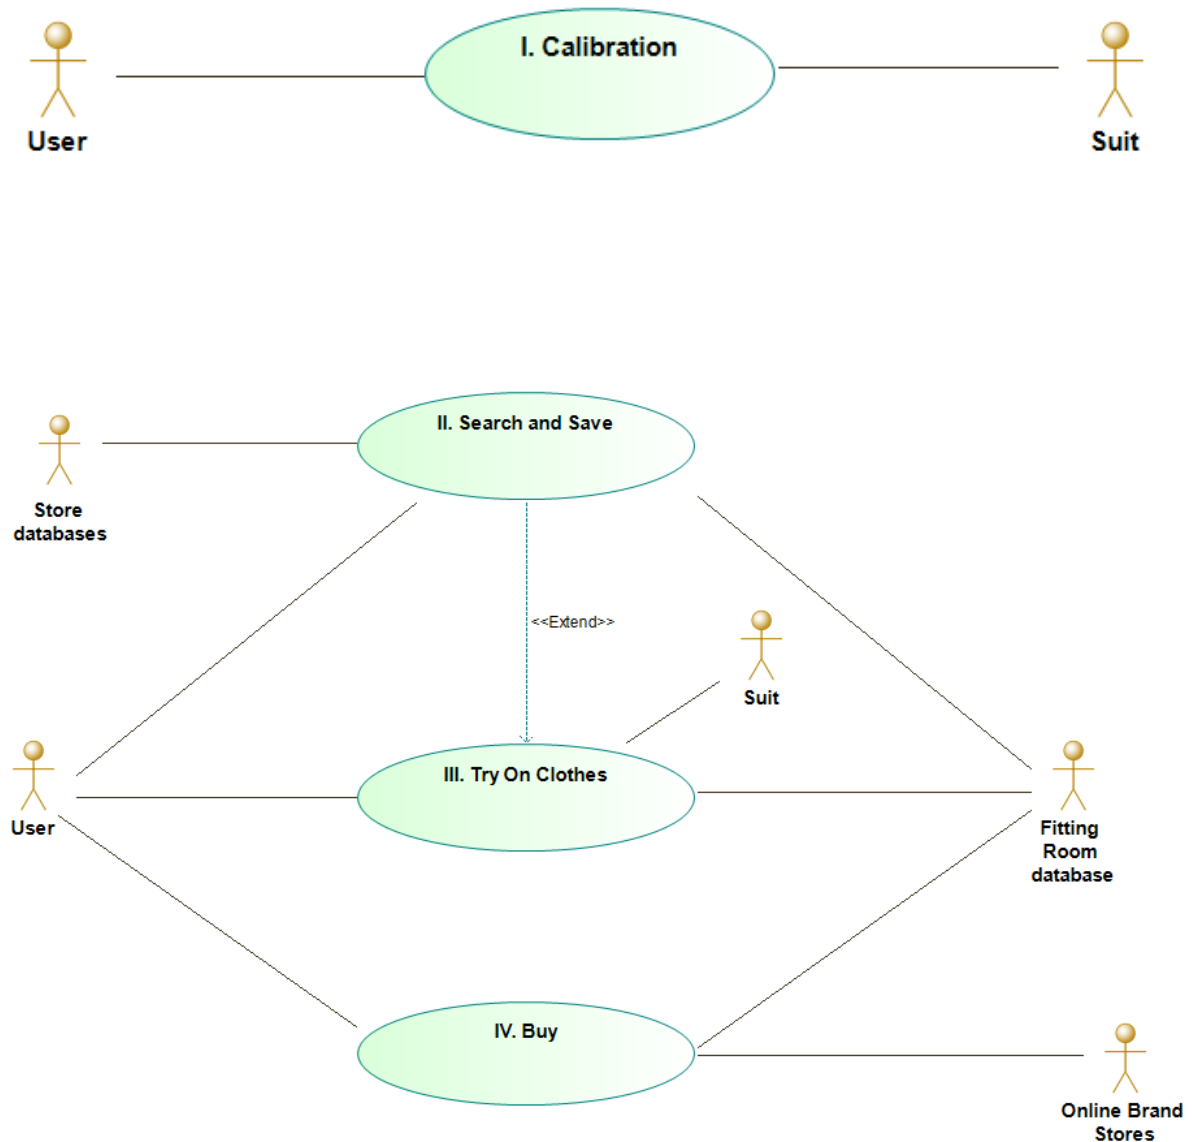 I. Calibration
User
Suit
II. Search and Save
Store
databases
<<Extend>>
Suit
III. Try On Clothes
User
Fitting
Room
database
IV. Buy
Online Brand
Stores